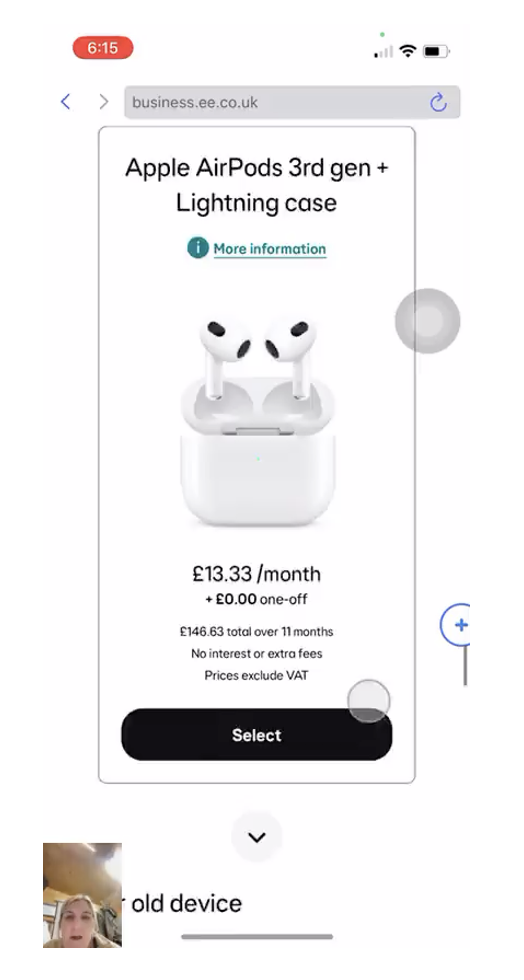 6:15
business.ee.co.uk
Apple AirPods 3rd gen +
Lightning case
i More information
£13.33 /month
+ £0.00 one-off
£146.63 total over 11 months
No interest or extra fees
Prices exclude VAT
Select
old device